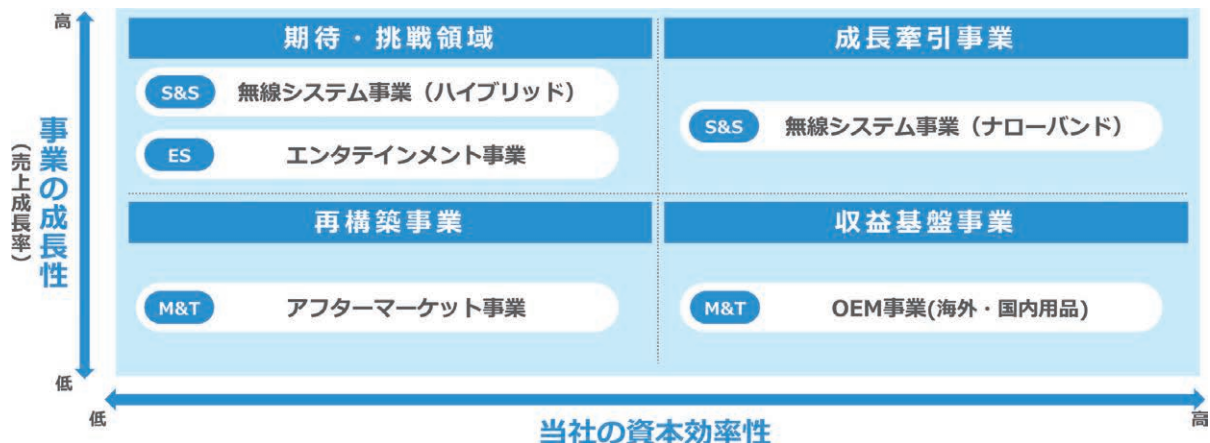 高
事業の成長性
(売上成長率)
低
期待・挑戦領域
S&S 無線システム事業（ハイブリッド）
ES エンタテインメント事業
成長牽引事業
S&S 無線システム事業（ナローバンド）
再構築事業
M&T アフターマーケット事業
収益基盤事業
M&T OEM事業(海外・国内用品)
低
当社の資本効率性
高